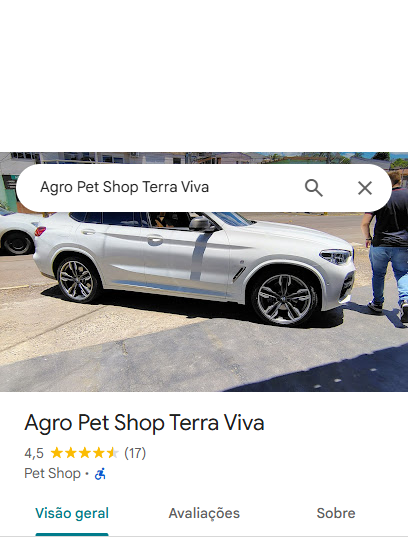 Agro Pet Shop Terra Viva
Agro Pet Shop Terra Viva
4,5 (17)
Pet Shop ·
Visão geral Avaliações Sobre